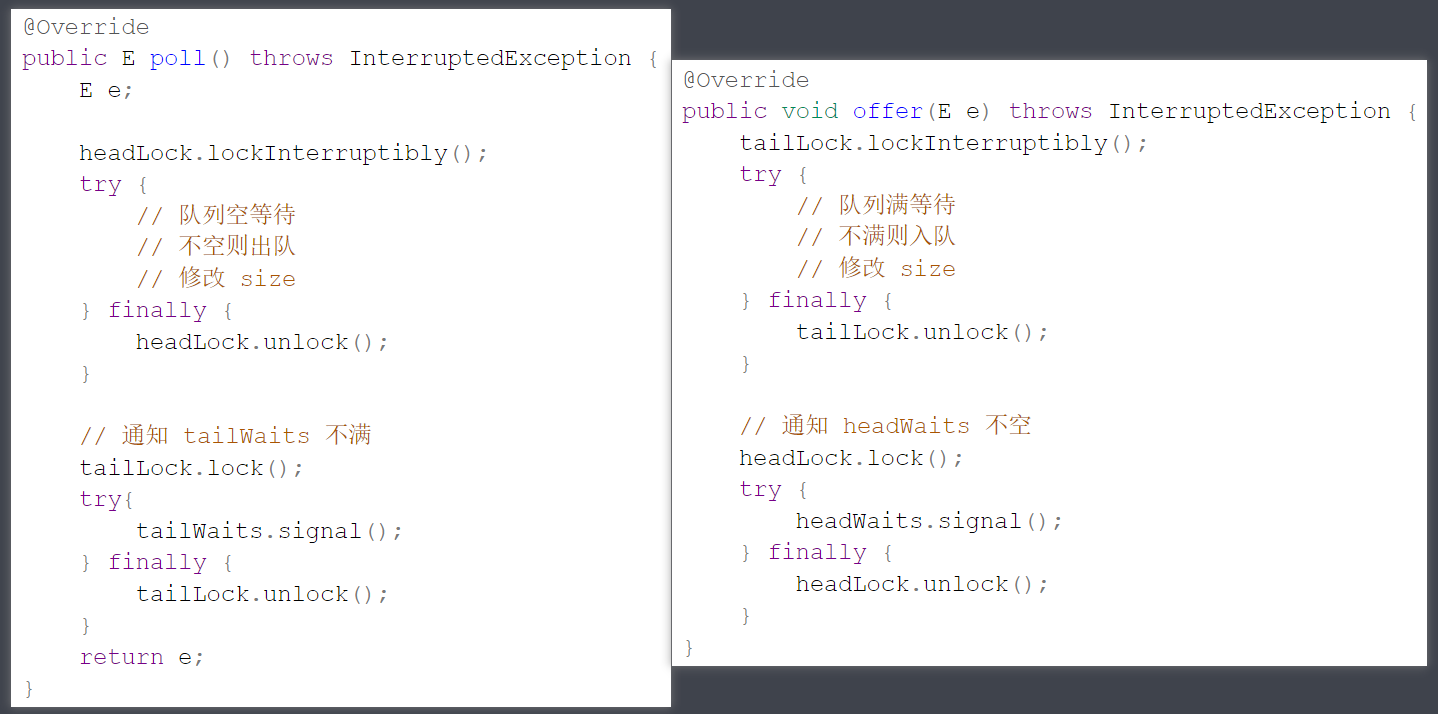 @Override
public E poll() throws InterruptedException {
    E e;

    headLock.lockInterruptibly();
    try {
        // 队列空等待
        // 不空则出队
        // 修改 size
    } finally {
        headLock.unlock();
    }

    // 通知 tailWaits 不满
    tailLock.lock();
    try{
        tailWaits.signal();
    } finally {
        tailLock.unlock();
    }
    return e;
}
@Override
public void offer(E e) throws InterruptedException {
    tailLock.lockInterruptibly();
    try {
        // 队列满等待
        // 不满则入队
        // 修改 size
    } finally {
        tailLock.unlock();
    }

    // 通知 headWaits 不空
    headLock.lock();
    try {
        headWaits.signal();
    } finally {
        headLock.unlock();
    }
}